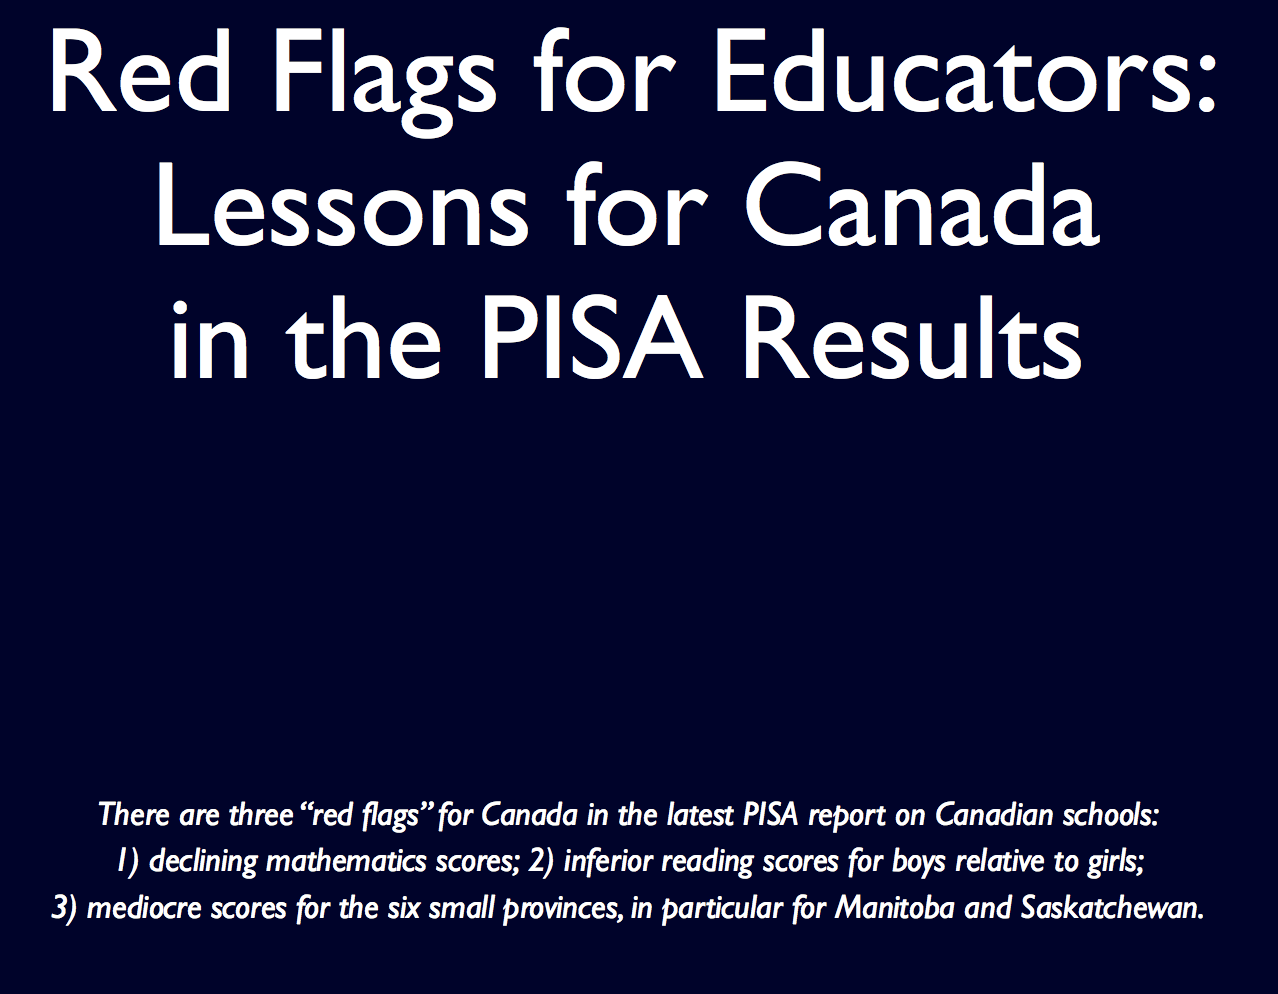 Red Flags for Educators:
Lessons for Canada
in the PISA Results
There are three “red flags” for Canada in the latest PISA report on Canadian schools:
1) declining mathematics scores; 2) inferior reading scores for boys relative to girls;
3) mediocre scores for the six small provinces, in particular for Manitoba and Saskatchewan.